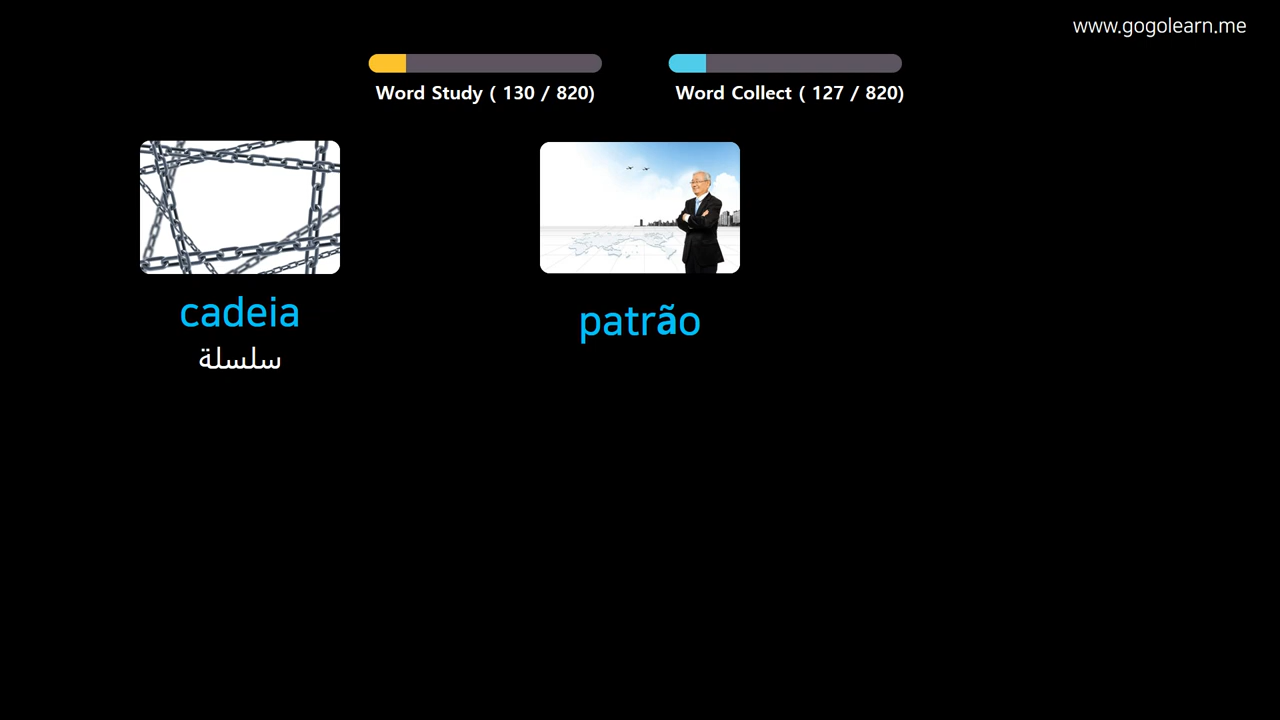 www.gogolearn.me
Word Study ( 130 / 820)
Word Collect ( 127 / 820)
cadeia
سلسلة
patrão